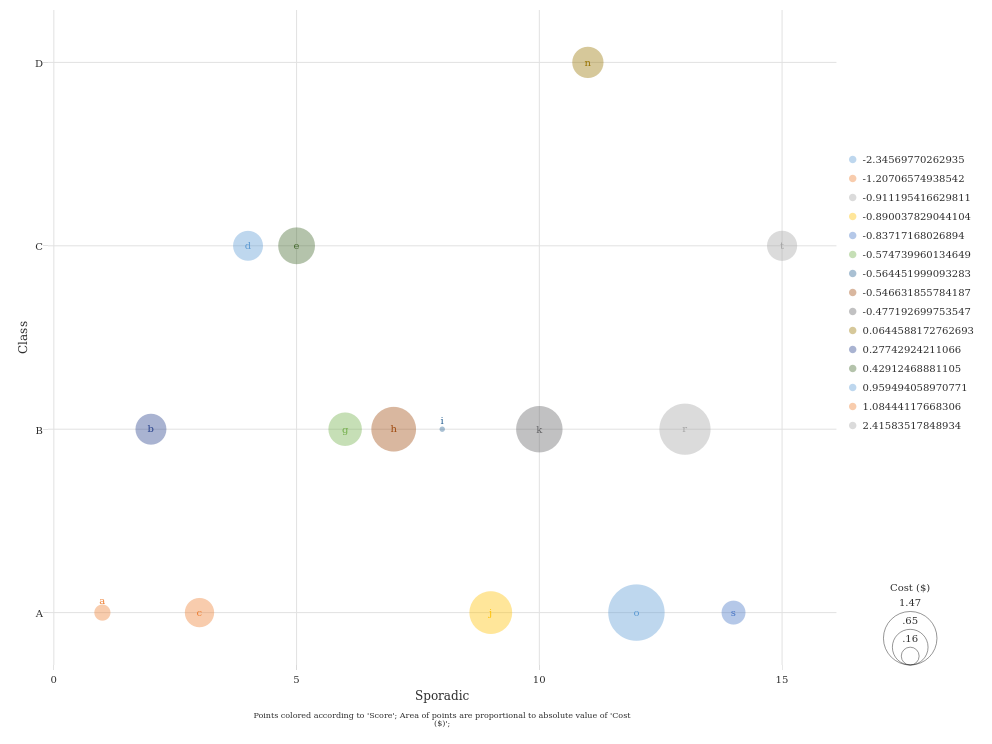 D
n
C
d
e
t
Class
B
b
g
h
i
k
r
A
a
c
j
o
s
0
5
10
15
Sporadic
Points colored according to 'Score'; Area of points are proportional to absolute value of 'Cost
($)';
-2.34569770262935
-1.20706574938542
-0.911195416629811
-0.890037829044104
-0.83717168026894
-0.574739960134649
-0.564451999093283
-0.546631855784187
-0.477192699753547
0.0644588172762693
0.27742924211066
0.42912468881105
0.959494058970771
1.08444117668306
2.41583517848934
Cost ($)
1.47
.65
.16